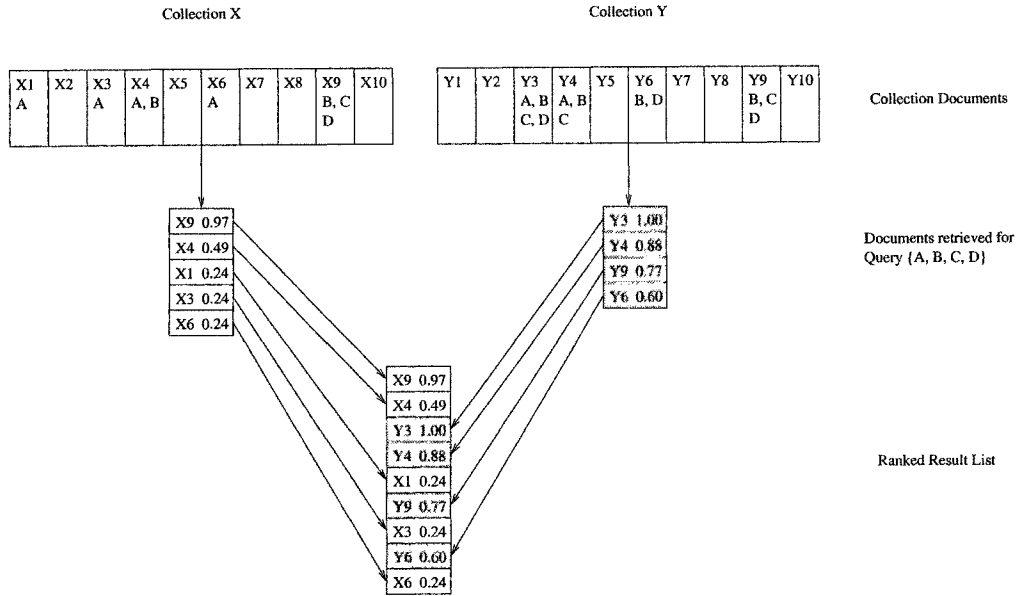 Collection X
Collection Y
X1 X2 X3 X4 X5 X6 X7 X8 X9 X10
A A A, B A B, C
D
Y1 Y2 Y3 Y4 Y5 Y6 Y7 Y8 Y9 Y10
A, B A, B B, D B, C
C, D C D
Collection Documents
X9 0.97
X4 0.49
X1 0.24
X3 0.24
X6 0.24
Y3 1.00
Y4 0.88
Y9 0.77
Y6 0.60
Documents retrieved for
Query {A, B, C, D}
X9 0.97
X4 0.49
Y3 1.00
Y4 0.88
X1 0.24
Y9 0.77
X3 0.24
Y6 0.60
X6 0.24
Ranked Result List